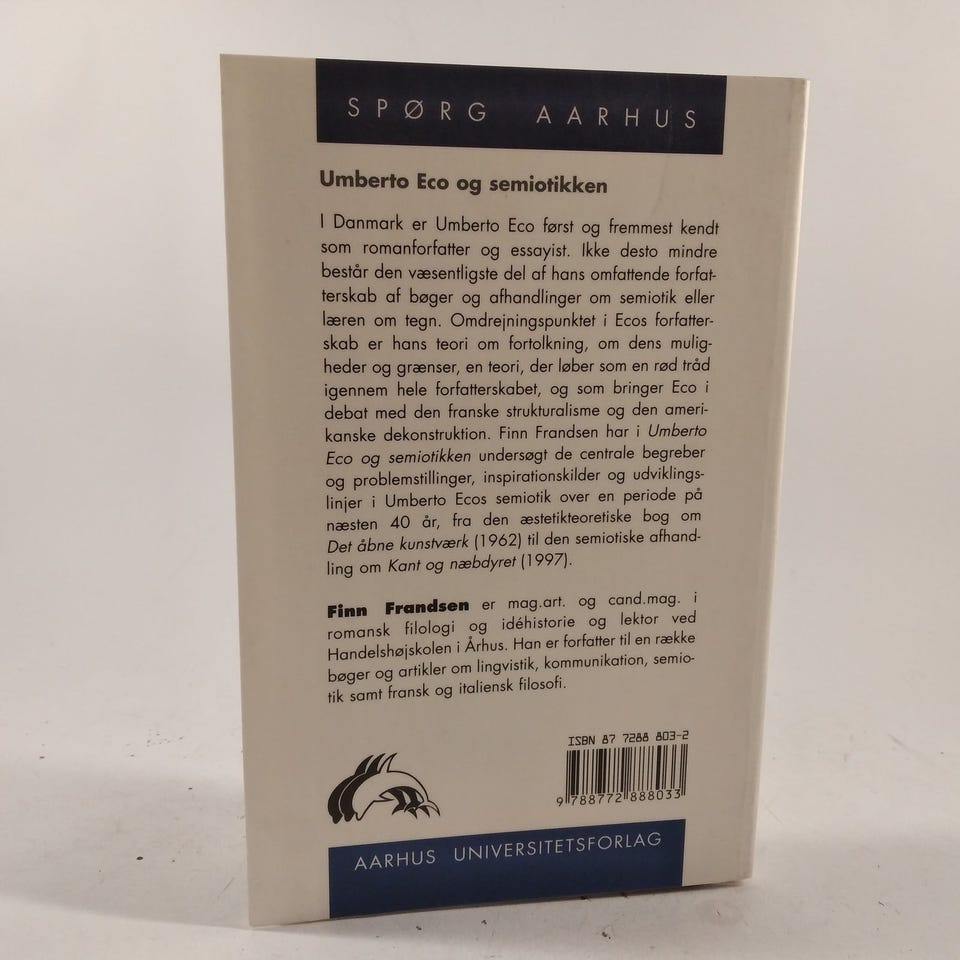 SPØRG AARHUS
Umberto Eco og semiotikken
I Danmark er Umberto Eco først og fremmest kendt
som romanforfatter og essayist. Ikke desto mindre
består den væsentligste del af hans omfattende forfat-
terskab af bøger og afhandlinger om semiotik eller
læren om tegn. Omdrejningspunktet i Ecos forfatter-
skab er hans teori om fortolkning, om dens mulig-
heder og grænser, en teori, der løber som en rød tråd
igennem hele forfatterskabet, og som bringer Eco i
debat med den franske strukturalisme og den ameri-
kanske dekonstruktion. Finn Frandsen har i Umberto
Eco og semiotikken undersøgt de centrale begreber
og problemstillinger, inspirationskilder og udviklings-
linjer i Umberto Ecos semiotik over en periode på
næsten 40 år, fra den æstetikteoretiske bog om
Det åbne kunstværk (1962) til den semiotiske afhand-
ling om Kant og næbdyret (1997).
Finn Frandsen er mag.art. og cand.mag. i
romansk filologi og idéhistorie og lektor ved
Handelshøjskolen i Århus. Han er forfatter til en række
bøger og artikler om lingvistik, kommunikation, semio-
tik samt fransk og italiensk filosofi.
ISBN 87 7288 803-2
9 788772 888033
AARHUS UNIVERSITETSFORLAG